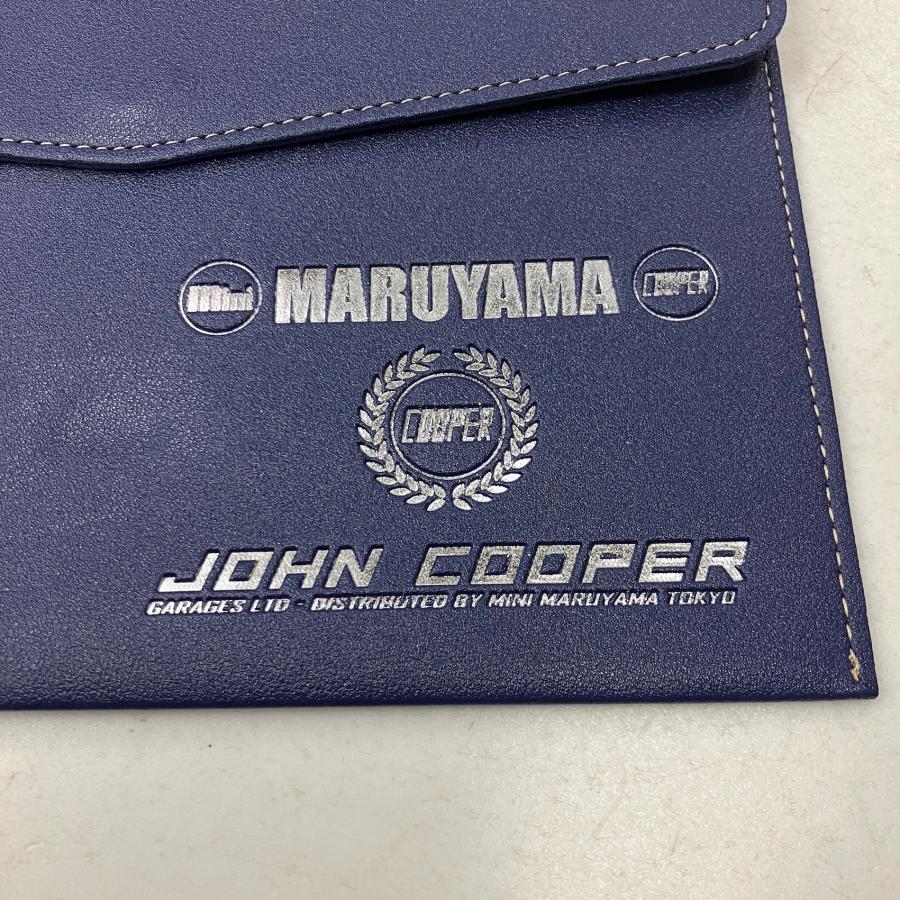 mini MARUYAMA COOPER
COOPER
JOHN COOPER
GARAGES LTD - DISTRIBUTED BY MINI MARUYAMA TOKYO